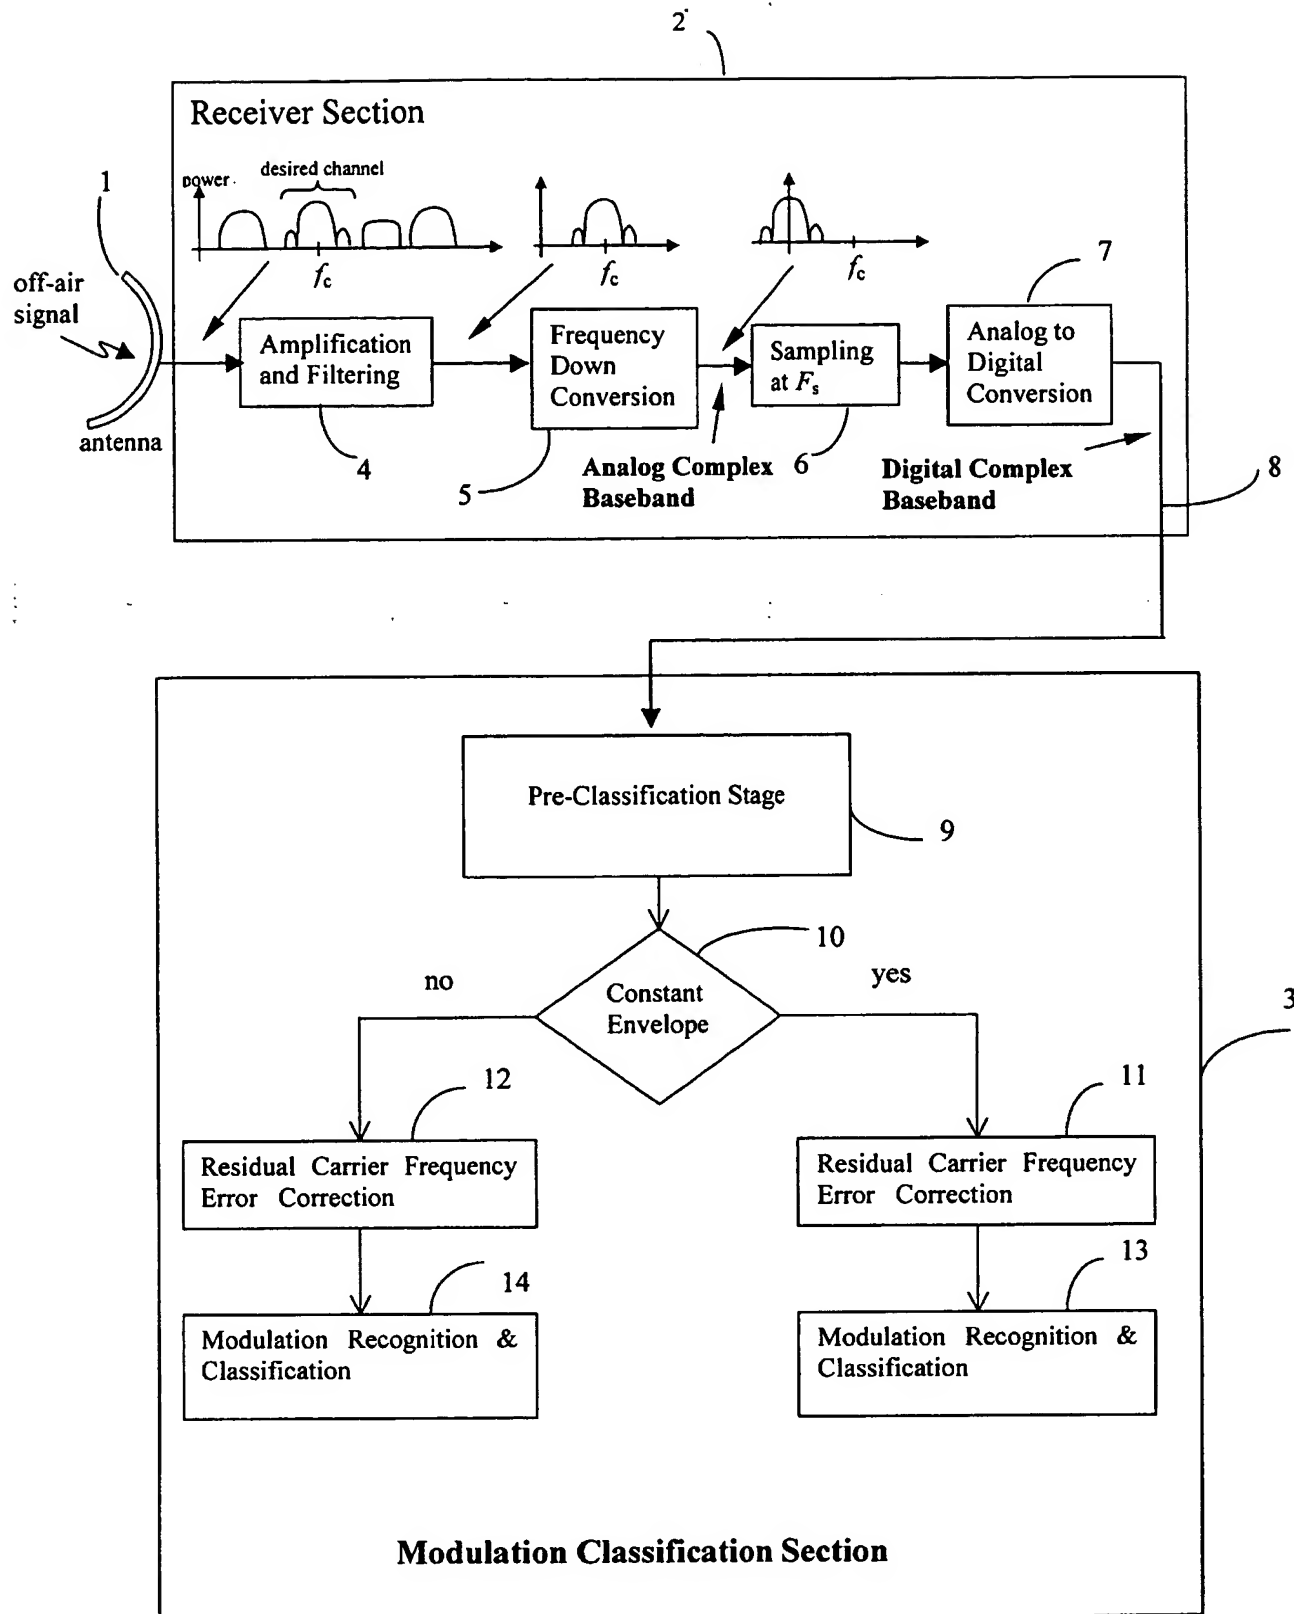 2
Receiver Section
1
power
desired channel
fc
fc
fc
7
off-air
signal
antenna
Amplification
and Filtering
Frequency
Down
Conversion
Sampling
at Fs
Analog to
Digital
Conversion
4
5
Analog Complex
Baseband
6
Digital Complex
Baseband
8
Pre-Classification Stage
9
10
no
yes
Constant
Envelope
3
12
11
Residual Carrier Frequency
Error Correction
Residual Carrier Frequency
Error Correction
14
13
Modulation Recognition &
Classification
Modulation Recognition &
Classification
Modulation Classification Section